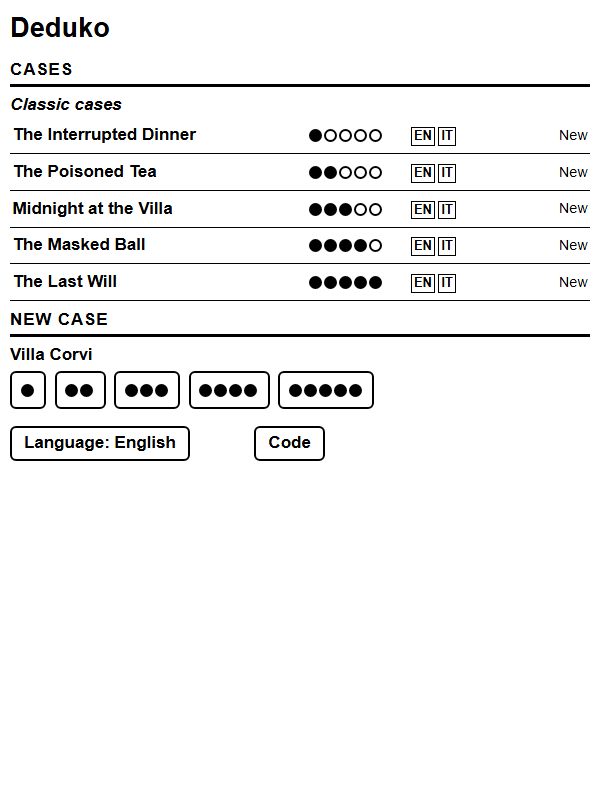 Deduko
CASES
Classic cases
The Interrupted Dinner EN IT New
The Poisoned Tea EN IT New
Midnight at the Villa EN IT New
The Masked Ball EN IT New
The Last Will EN IT New
NEW CASE
Villa Corvi
Language: English Code